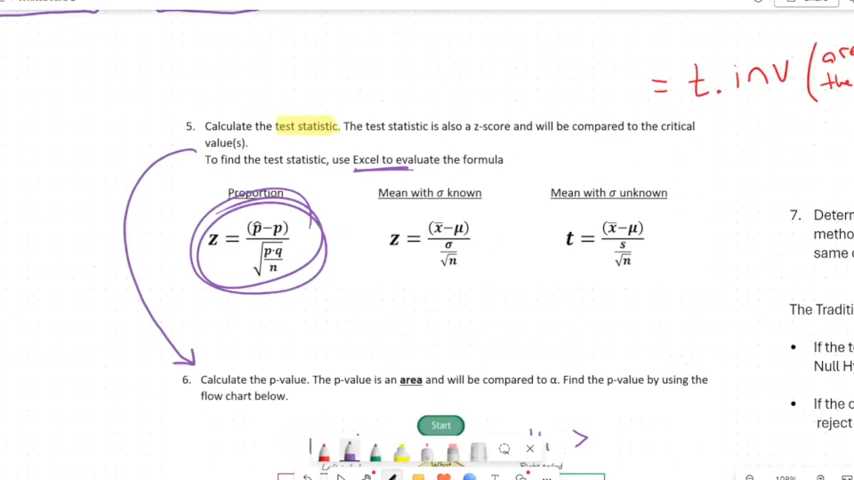 = t.inv (are
the
5. Calculate the test statistic. The test statistic is also a z-score and will be compared to the critical
value(s).
To find the test statistic, use Excel to evaluate the formula
Proportion Mean with σ known Mean with σ unknown
z = (p̂−p) / √(p·q / n) z = (x̄−μ) / (σ / √n) t = (x̄−μ) / (s / √n)
7. Determ
metho
same c
The Traditi
• If the t
Null H
• If the c
reject
6. Calculate the p-value. The p-value is an area and will be compared to α. Find the p-value by using the
flow chart below.
Start
>
What